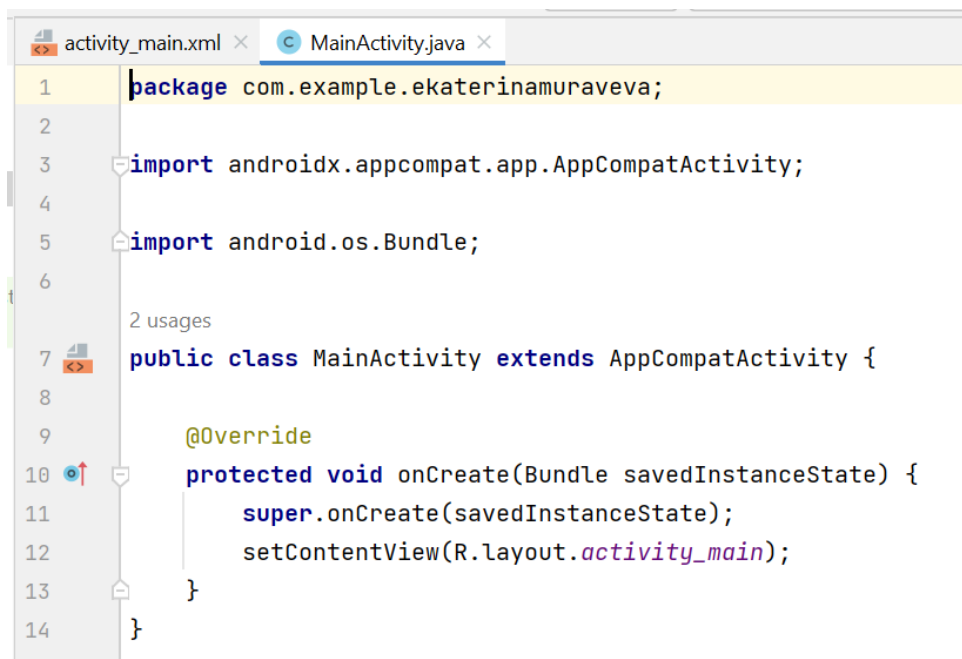 activity_main.xml MainActivity.java
1 package com.example.ekaterinamuraveva;
2
3 import androidx.appcompat.app.AppCompatActivity;
4
5 import android.os.Bundle;
6
2 usages
7 public class MainActivity extends AppCompatActivity {
8
9 @Override
10 protected void onCreate(Bundle savedInstanceState) {
11 super.onCreate(savedInstanceState);
12 setContentView(R.layout.activity_main);
13 }
14 }